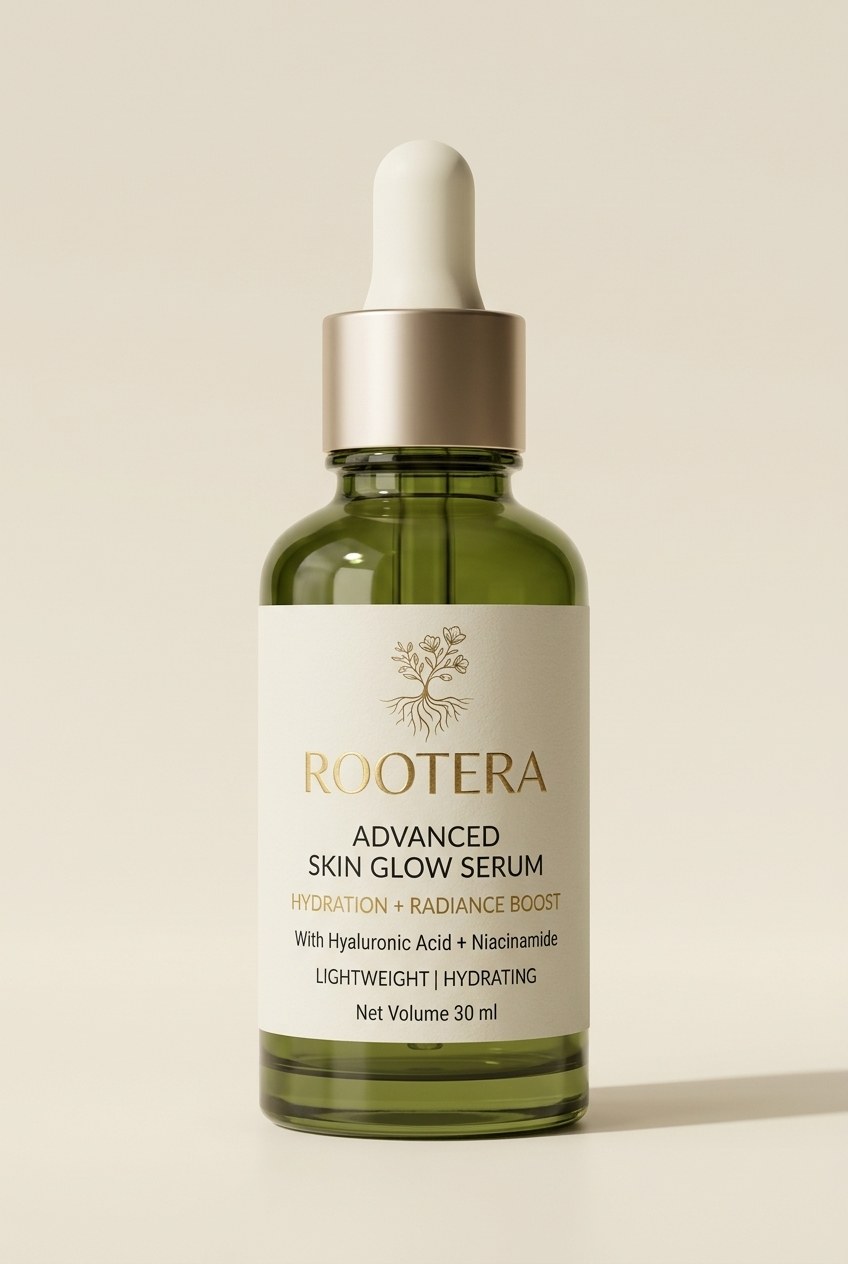 ROOTERA
ADVANCED
SKIN GLOW SERUM
HYDRATION + RADIANCE BOOST
With Hyaluronic Acid + Niacinamide
LIGHTWEIGHT | HYDRATING
Net Volume 30 ml